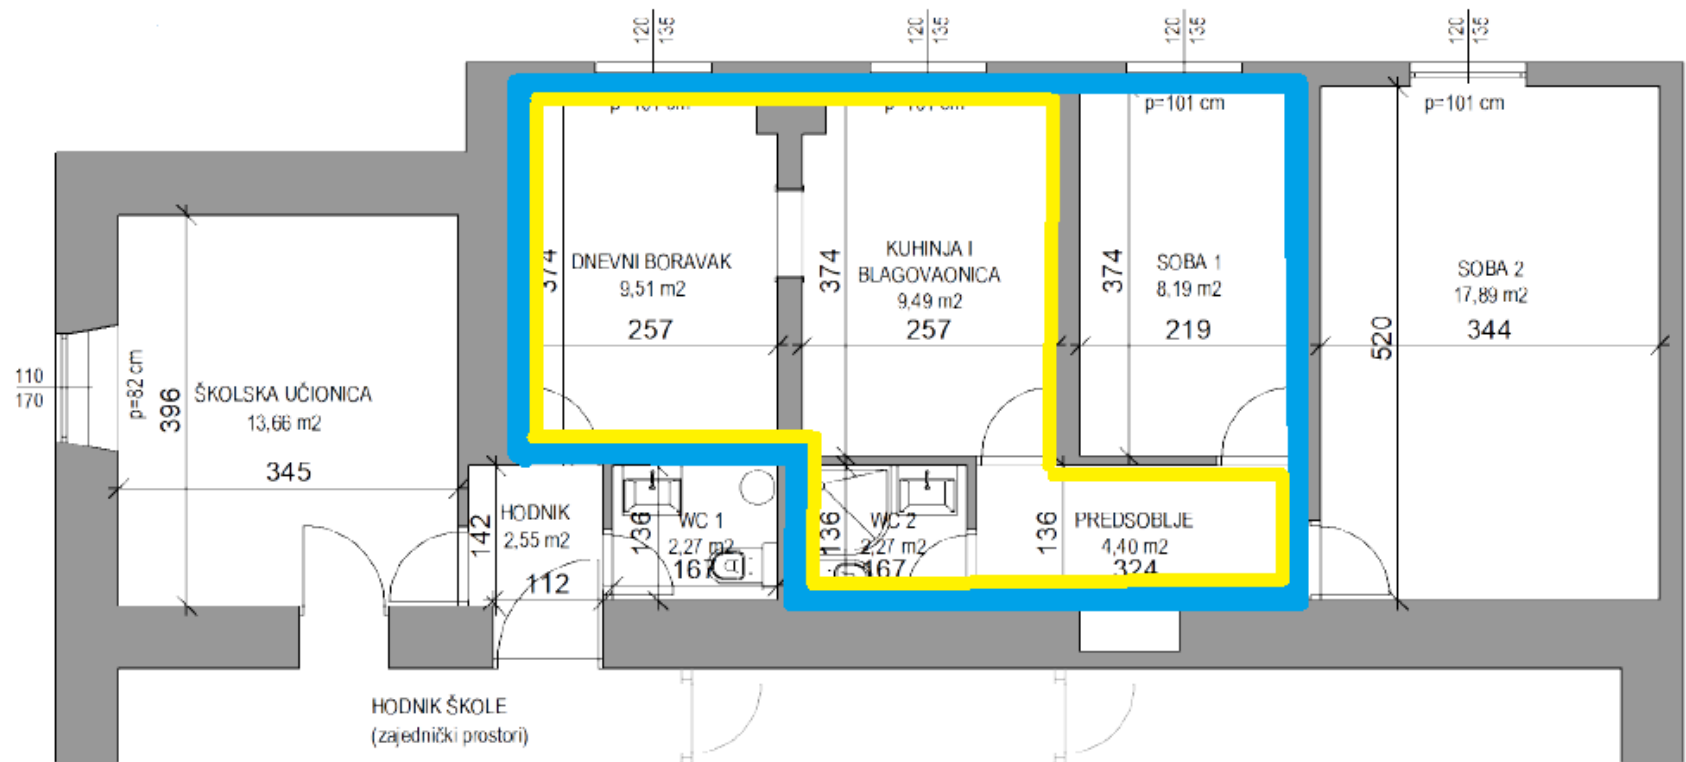 120
135
120
135
120
135
120
135
p=101 cm
p=101 cm
p=101 cm
p=101 cm
374
DNEVNI BORAVAK
9,51 m2
257
374
KUHINJA I
BLAGOVAONICA
9,49 m2
257
374
SOBA 1
8,19 m2
219
520
SOBA 2
17,89 m2
344
110
170
p=82 cm
396
ŠKOLSKA UČIONICA
13,66 m2
345
142
HODNIK
2,55 m2
112
136
WC 1
2,27 m2
167
136
WC 2
2,27 m2
167
136
PREDSOBLJE
4,40 m2
324
HODNIK ŠKOLE
(zajednički prostori)